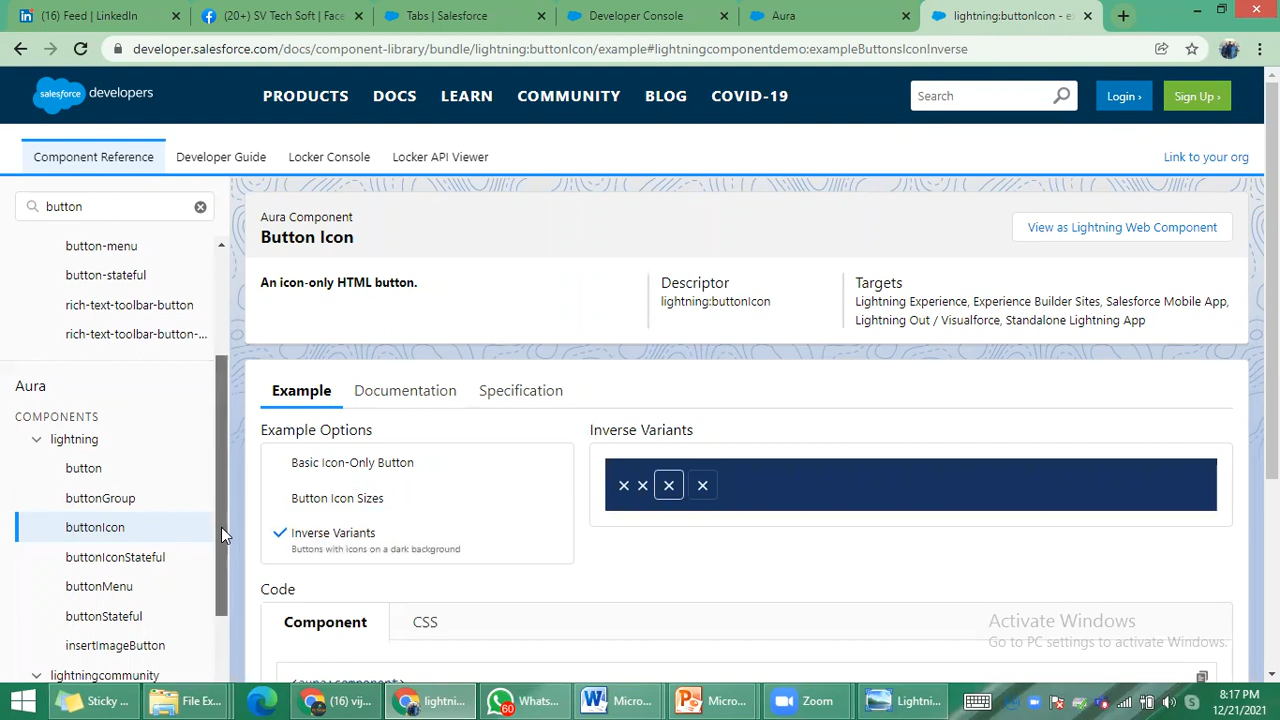 (16) Feed | LinkedIn
(20+) SV Tech Soft | Face
Tabs | Salesforce
Developer Console
Aura
lightning:buttonIcon - ex
developer.salesforce.com/docs/component-library/bundle/lightning:buttonIcon/example#lightningcomponentdemo:exampleButtonsIconInverse
salesforce developers
PRODUCTS DOCS LEARN COMMUNITY BLOG COVID-19
Search
Login ›
Sign Up ›
Component Reference Developer Guide Locker Console Locker API Viewer
Link to your org
button
button-menu
button-stateful
rich-text-toolbar-button
rich-text-toolbar-button-...
Aura
COMPONENTS
lightning
button
buttonGroup
buttonIcon
buttonIconStateful
buttonMenu
buttonStateful
insertImageButton
lightningcommunity
Aura Component
Button Icon
View as Lightning Web Component
An icon-only HTML button.
Descriptor
lightning:buttonIcon
Targets
Lightning Experience, Experience Builder Sites, Salesforce Mobile App,
Lightning Out / Visualforce, Standalone Lightning App
Example Documentation Specification
Example Options
Basic Icon-Only Button
Button Icon Sizes
Inverse Variants
Buttons with icons on a dark background
Inverse Variants
Code
Component CSS
<aura:component>
Activate Windows
Go to PC settings to activate Windows.
Sticky ...
File Ex...
(16) vij...
lightni...
60
Whats...
Micro...
Micro...
Zoom
Lightni...
8:17 PM
12/21/2021